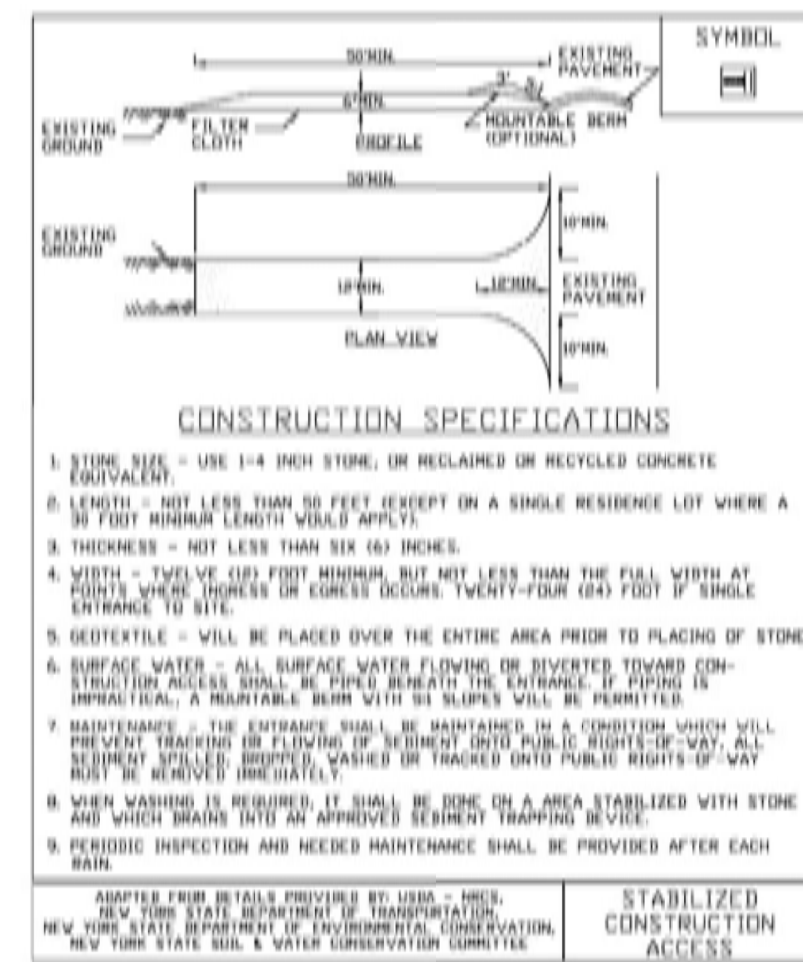 SYMBOL
50'MIN.
EXISTING
PAVEMENT
3'
6"MIN.
EXISTING
GROUND
FILTER
CLOTH
PROFILE
MOUNTABLE BERM
(OPTIONAL)
50'MIN.
EXISTING
GROUND
10'MIN.
12'MIN.
12'MIN.
EXISTING
PAVEMENT
PLAN VIEW
10'MIN.
CONSTRUCTION SPECIFICATIONS
1. STONE SIZE - USE 1-4 INCH STONE, OR RECLAIMED OR RECYCLED CONCRETE
EQUIVALENT.
2. LENGTH - NOT LESS THAN 50 FEET (EXCEPT ON A SINGLE RESIDENCE LOT WHERE A
30 FOOT MINIMUM LENGTH WOULD APPLY).
3. THICKNESS - NOT LESS THAN SIX (6) INCHES.
4. WIDTH - TWELVE (12) FOOT MINIMUM, BUT NOT LESS THAN THE FULL WIDTH AT
POINTS WHERE INGRESS OR EGRESS OCCURS. TWENTY-FOUR (24) FOOT IF SINGLE
ENTRANCE TO SITE.
5. GEOTEXTILE - WILL BE PLACED OVER THE ENTIRE AREA PRIOR TO PLACING OF STONE
6. SURFACE WATER - ALL SURFACE WATER FLOWING OR DIVERTED TOWARD CON-
STRUCTION ACCESS SHALL BE PIPED BENEATH THE ENTRANCE. IF PIPING IS
IMPRACTICAL, A MOUNTABLE BERM WITH SLOPES WILL BE PERMITTED.
7. MAINTENANCE - THE ENTRANCE SHALL BE MAINTAINED IN A CONDITION WHICH WILL
PREVENT TRACKING OR FLOWING OF SEDIMENT ONTO PUBLIC RIGHTS-OF-WAY. ALL
SEDIMENT SPILLED, DROPPED, WASHED OR TRACKED ONTO PUBLIC RIGHTS-OF-WAY
MUST BE REMOVED IMMEDIATELY.
8. WHEN WASHING IS REQUIRED, IT SHALL BE DONE ON A AREA STABILIZED WITH STONE
AND WHICH DRAINS INTO AN APPROVED SEDIMENT TRAPPING DEVICE.
9. PERIODIC INSPECTION AND NEEDED MAINTENANCE SHALL BE PROVIDED AFTER EACH
RAIN.
ADAPTED FROM DETAILS PROVIDED BY: USDA - NRCS,
NEW YORK STATE DEPARTMENT OF TRANSPORTATION,
NEW YORK STATE DEPARTMENT OF ENVIRONMENTAL CONSERVATION,
NEW YORK STATE SOIL & WATER CONSERVATION COMMITTEE
STABILIZED
CONSTRUCTION
ACCESS